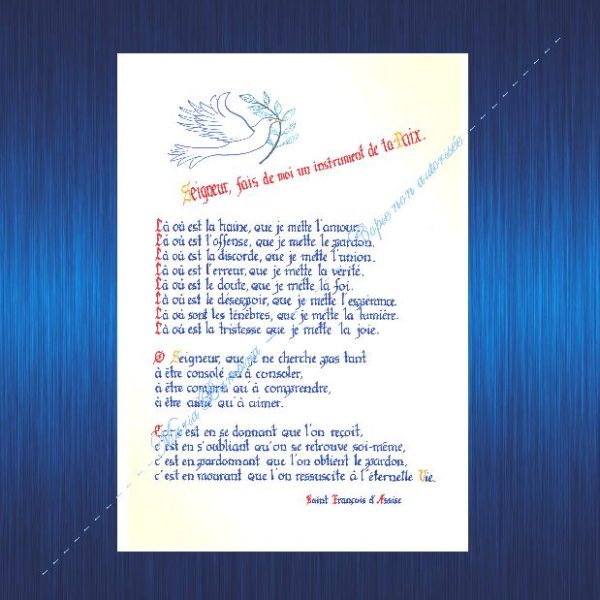 Seigneur, fais de moi un instrument de ta Paix.
Là où est la haine, que je mette l'amour.
Là où est l'offense, que je mette le pardon.
Là où est la discorde, que je mette l'union.
Là où est l'erreur, que je mette la vérité.
Là où est le doute, que je mette la foi.
Là où est le désespoir, que je mette l'espérance.
Là où sont les ténèbres, que je mette la lumière.
Là où est la tristesse que je mette la joie.
O Seigneur, que je ne cherche pas tant
à être consolé qu'à consoler,
à être compris qu'à comprendre,
à être aimé qu'à aimer.
Car c'est en se donnant que l'on reçoit,
c'est en s'oubliant qu'on se retrouve soi-même,
c'est en pardonnant que l'on obtient le pardon,
c'est en mourant que l'on ressuscite à l'éternelle Vie.
Saint François d'Assise
Copie non autorisée